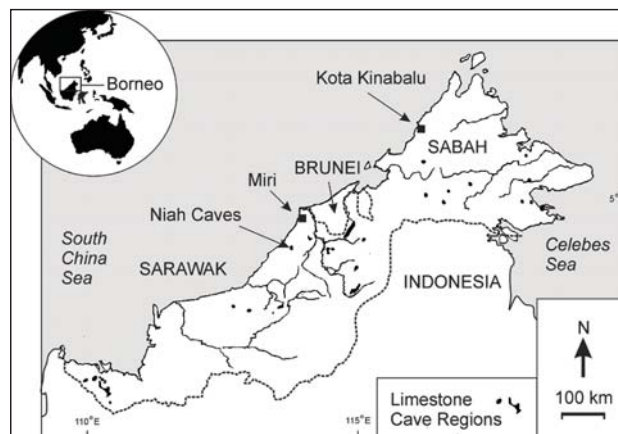 Borneo
Kota Kinabalu
SABAH
BRUNEI
Miri
5°
Niah Caves
South
China
Sea
SARAWAK
Celebes
Sea
INDONESIA
N
Limestone
Cave Regions
100 km
110°E
115°E